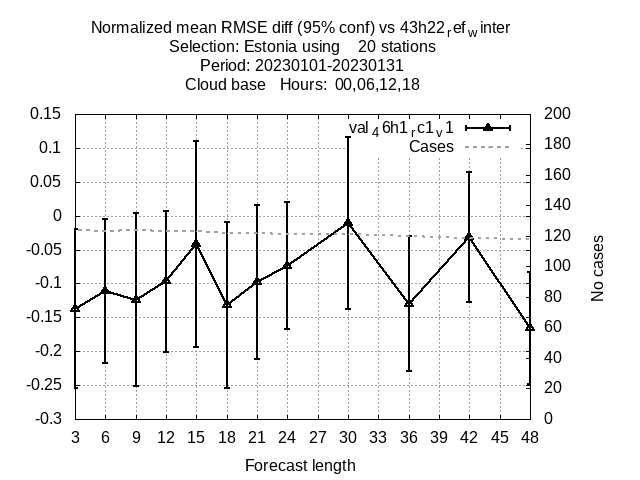 Normalized mean RMSE diff (95% conf) vs 43h22refwinter
Selection: Estonia using 20 stations
Period: 20230101-20230131
Cloud base Hours: 00,06,12,18
0.15 200
val46h1rc1v1
0.1 180
Cases
160
0.05
140
0
-0.05 120
100
-0.1
80
-0.15
60
-0.2
40
-0.25
20
-0.3 0
No cases
3 6 9 12 15 18 21 24 27 30 33 36 39 42 45 48
Forecast length